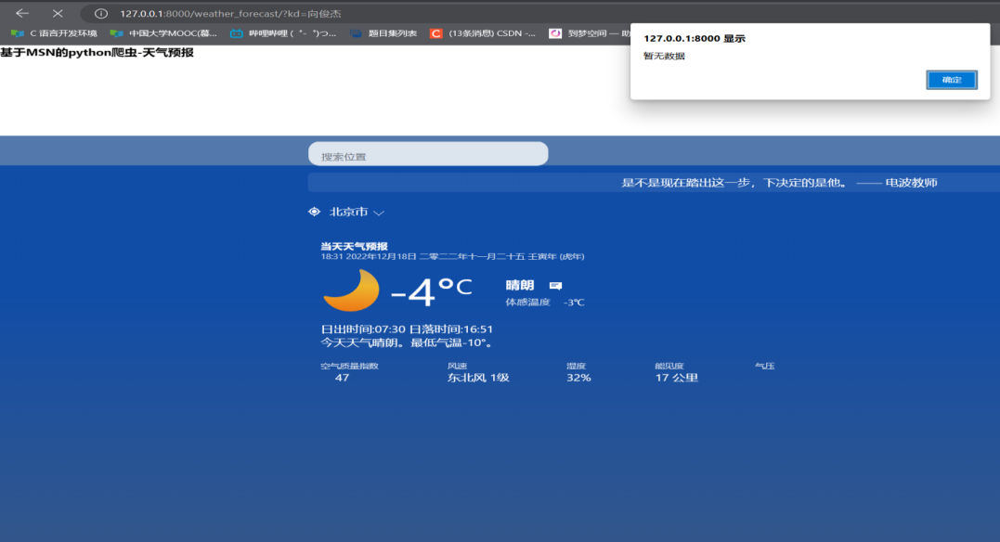 127.0.0.1:8000/weather_forecast/?kd=向俊杰
C 语言开发环境 中国大学MOOC(幕... 哔哩哔哩 ( ゜- ゜)つ... 题目集列表 C (13条消息) CSDN -... 到梦空间 — 助
127.0.0.1:8000 显示
暂无数据
确定
基于MSN的python爬虫-天气预报
搜索位置
是不是现在踏出这一步，下决定的是他。 —— 电波教师
北京市
当天天气预报
18:31 2022年12月18日 二零二二年十一月二十五 壬寅年 (虎年)
-4°C
晴朗
体感温度 -3℃
日出时间:07:30 日落时间:16:51
今天天气晴朗。最低气温-10°。
空气质量指数 风速 湿度 能见度 气压
47 东北风 1级 32% 17 公里